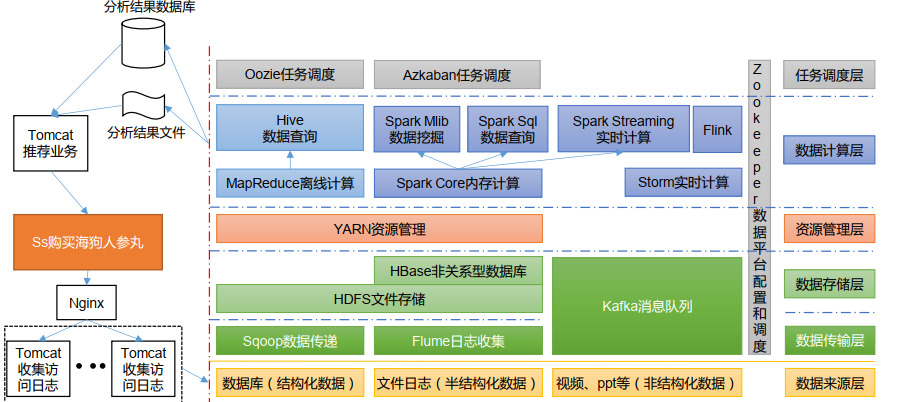 分析结果数据库
分析结果文件
Tomcat
推荐业务
Ss购买海狗人参丸
Nginx
Tomcat
收集访
问日志
Tomcat
收集访
问日志
Oozie任务调度
Azkaban任务调度
任务调度层
Hive
数据查询
Spark Mlib
数据挖掘
Spark Sql
数据查询
Spark Streaming
实时计算
Flink
数据计算层
MapReduce离线计算
Spark Core内存计算
Storm实时计算
YARN资源管理
资源管理层
HBase非关系型数据库
HDFS文件存储
Kafka消息队列
数据存储层
Sqoop数据传递
Flume日志收集
数据传输层
数据库（结构化数据）
文件日志（半结构化数据）
视频、ppt等（非结构化数据）
数据来源层
Zookeeper数据平台配置和调度